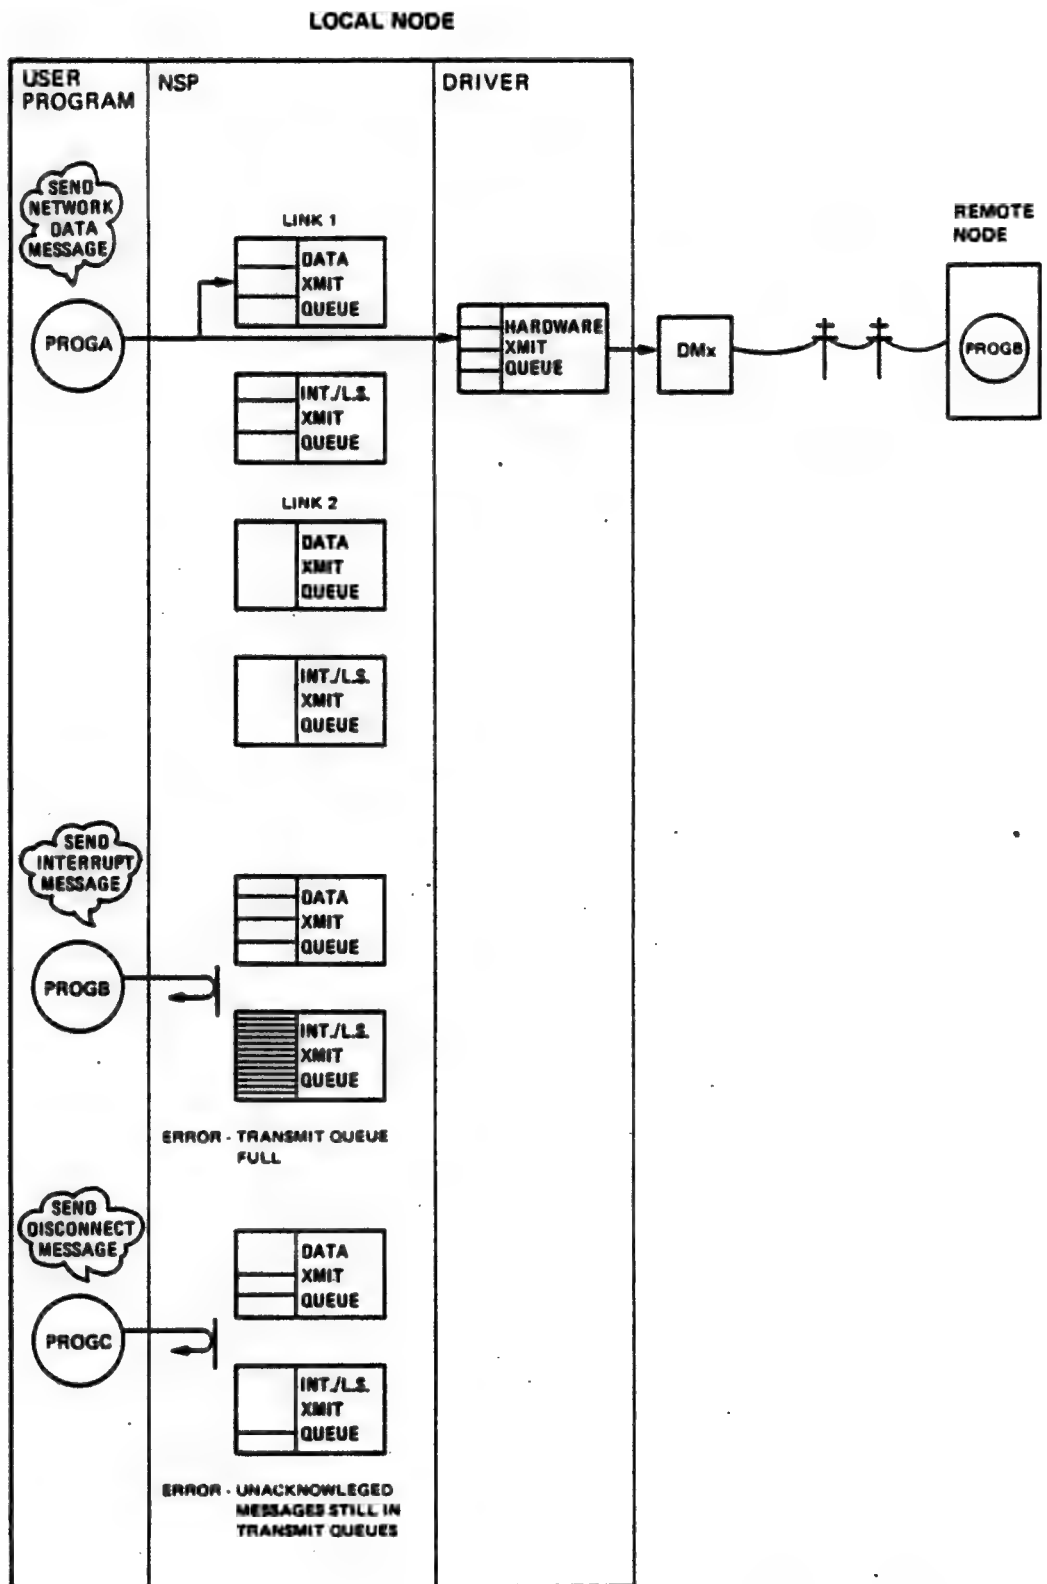 LOCAL NODE
USER
PROGRAM
NSP
DRIVER
SEND
NETWORK
DATA
MESSAGE
LINK 1
DATA
XMIT
QUEUE
REMOTE
NODE
PROGA
HARDWARE
XMIT
QUEUE
DMx
PROGB
INT./L.S.
XMIT
QUEUE
LINK 2
DATA
XMIT
QUEUE
INT./L.S.
XMIT
QUEUE
SEND
INTERRUPT
MESSAGE
DATA
XMIT
QUEUE
PROGB
INT./L.S.
XMIT
QUEUE
ERROR - TRANSMIT QUEUE
FULL
SEND
DISCONNECT
MESSAGE
DATA
XMIT
QUEUE
PROGC
INT./L.S.
XMIT
QUEUE
ERROR - UNACKNOWLEGED
MESSAGES STILL IN
TRANSMIT QUEUES